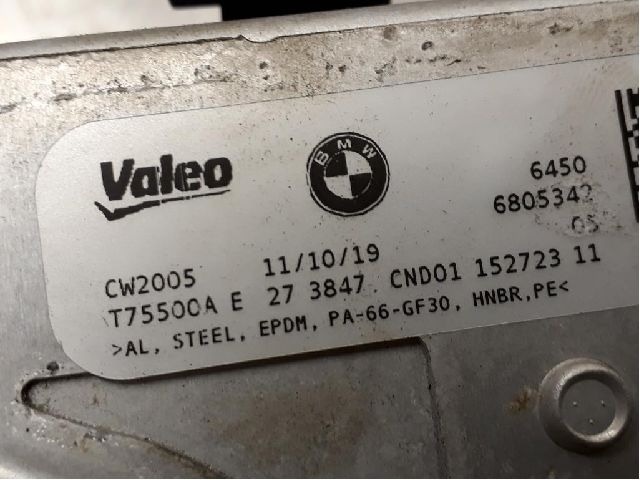 Valeo
BMW
6450
6805342
05
CW2005 11/10/19
T75500A E 27 3847 CND01 152723 11
>AL, STEEL, EPDM, PA-66-GF30, HNBR,PE<